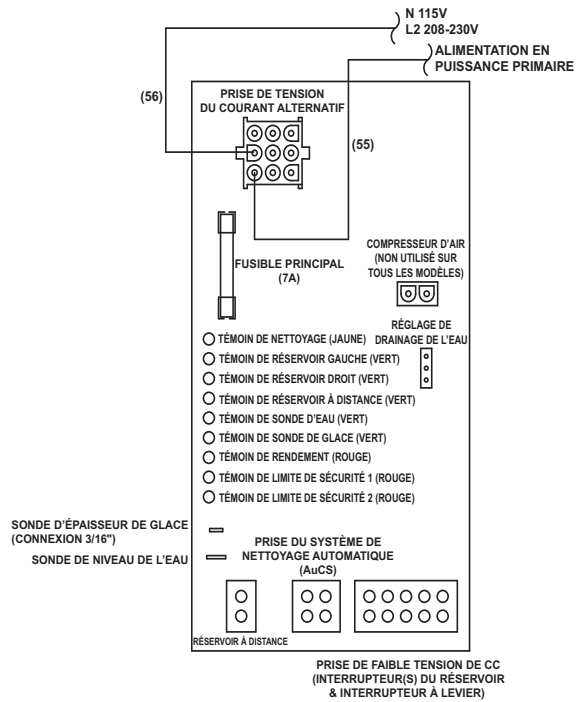 N 115V
L2 208-230V
ALIMENTATION EN
PUISSANCE PRIMAIRE
(56)
PRISE DE TENSION
DU COURANT ALTERNATIF
(55)
COMPRESSEUR D'AIR
(NON UTILISÉ SUR
TOUS LES MODÈLES)
FUSIBLE PRINCIPAL
(7A)
RÉGLAGE DE
DRAINAGE DE L'EAU
TÉMOIN DE NETTOYAGE (JAUNE)
TÉMOIN DE RÉSERVOIR GAUCHE (VERT)
TÉMOIN DE RÉSERVOIR DROIT (VERT)
TÉMOIN DE RÉSERVOIR À DISTANCE (VERT)
TÉMOIN DE SONDE D'EAU (VERT)
TÉMOIN DE SONDE DE GLACE (VERT)
TÉMOIN DE RENDEMENT (ROUGE)
TÉMOIN DE LIMITE DE SÉCURITÉ 1 (ROUGE)
TÉMOIN DE LIMITE DE SÉCURITÉ 2 (ROUGE)
SONDE D'ÉPAISSEUR DE GLACE
(CONNEXION 3/16")
SONDE DE NIVEAU DE L'EAU
PRISE DU SYSTÈME DE
NETTOYAGE AUTOMATIQUE
(AuCS)
RÉSERVOIR À DISTANCE
PRISE DE FAIBLE TENSION DE CC
(INTERRUPTEUR(S) DU RÉSERVOIR
& INTERRUPTEUR À LEVIER)